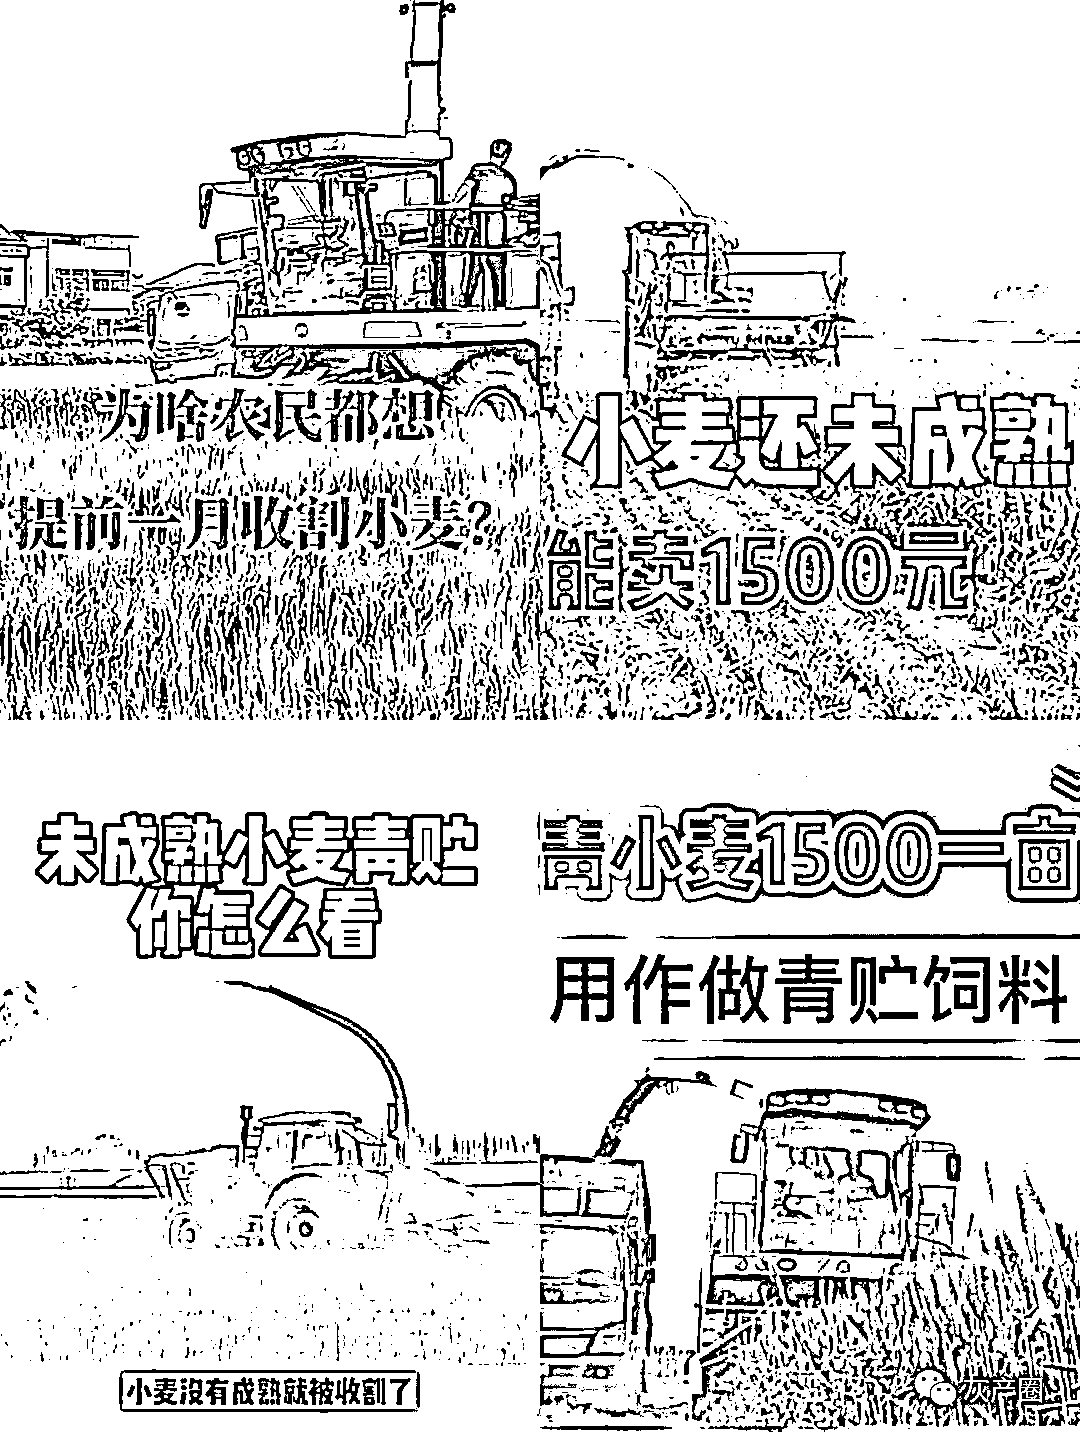 为啥农民都想
提前一月收割小麦？
小麦还未成熟
能卖1500元
未成熟小麦青贮
你怎么看
小麦没有成熟就被收割了
青小麦1500一亩
用作做青贮饲料
灰产圈